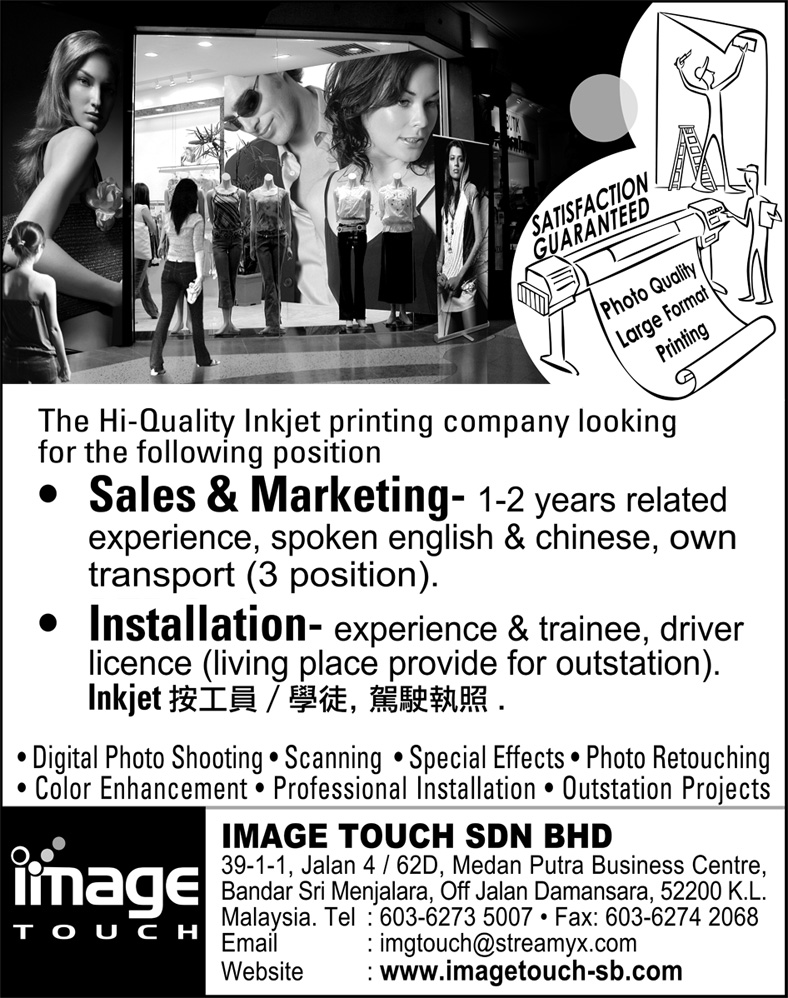 SATISFACTION
GUARANTEED
Photo Quality
Large Format
Printing
The Hi-Quality Inkjet printing company looking
for the following position
• Sales & Marketing- 1-2 years related
experience, spoken english & chinese, own
transport (3 position).
• Installation- experience & trainee, driver
licence (living place provide for outstation).
Inkjet 按工員 / 學徒, 駕駛執照 .
• Digital Photo Shooting • Scanning • Special Effects • Photo Retouching
• Color Enhancement • Professional Installation • Outstation Projects
image
TOUCH
IMAGE TOUCH SDN BHD
39-1-1, Jalan 4 / 62D, Medan Putra Business Centre,
Bandar Sri Menjalara, Off Jalan Damansara, 52200 K.L.
Malaysia. Tel : 603-6273 5007 • Fax: 603-6274 2068
Email : imgtouch@streamyx.com
Website : www.imagetouch-sb.com